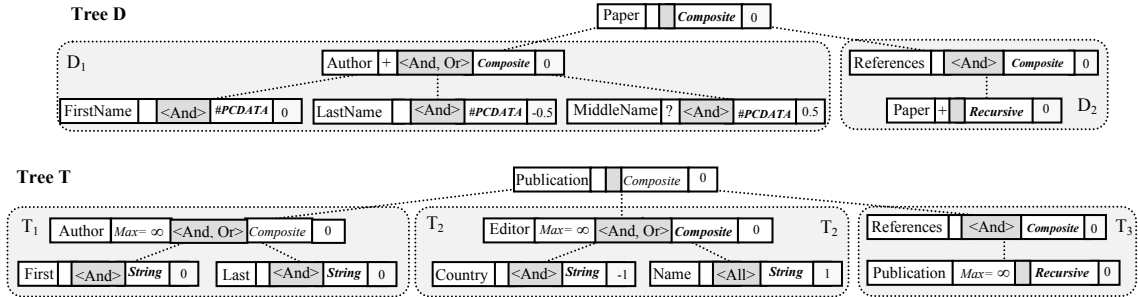 Tree D
Paper Composite 0
D1
Author + <And, Or> Composite 0
References <And> Composite 0
FirstName <And> #PCDATA 0 LastName <And> #PCDATA -0.5 MiddleName ? <And> #PCDATA 0.5
Paper + Recursive 0
D2
Tree T
Publication Composite 0
T1
Author Max= ∞ <And, Or> Composite 0
T2
Editor Max= ∞ <And, Or> Composite 0
T2
References <And> Composite 0
T3
First <And> String 0 Last <And> String 0
Country <And> String -1 Name <All> String 1
Publication Max= ∞ Recursive 0